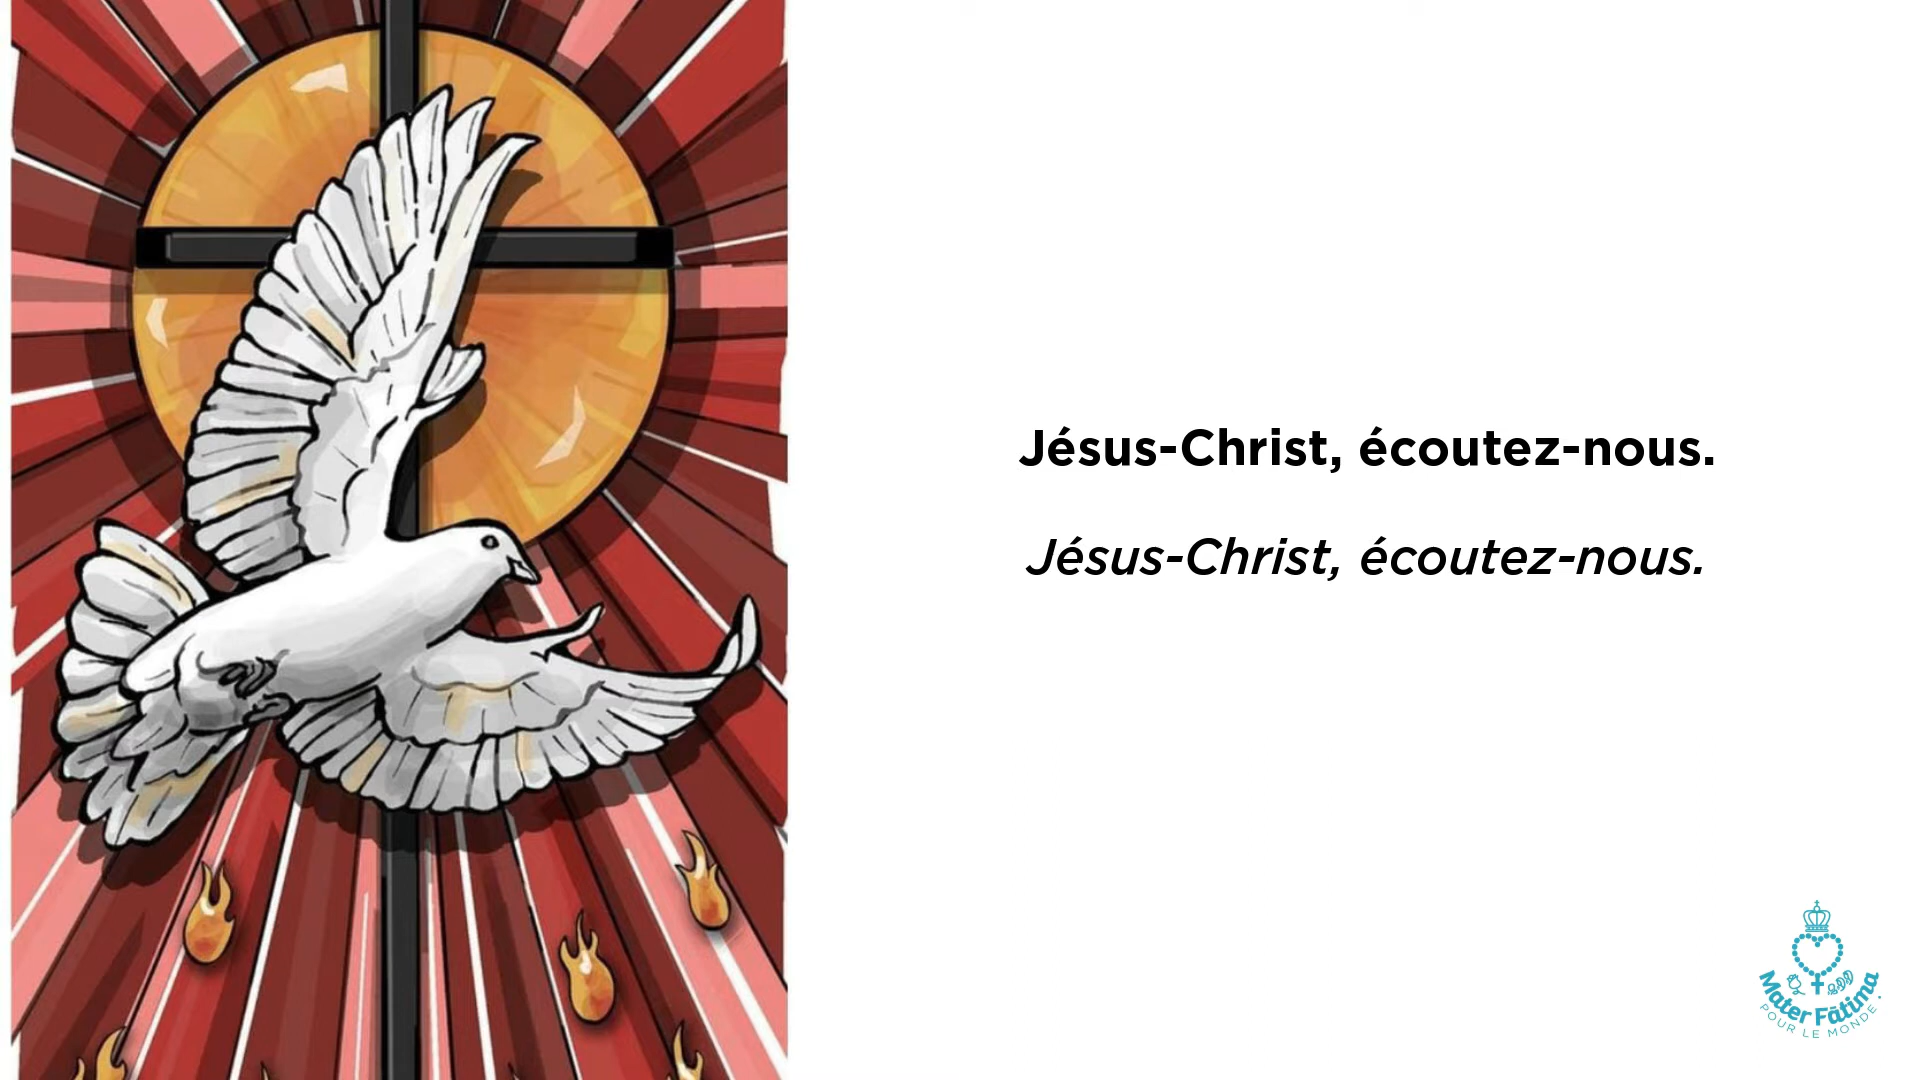 Jésus-Christ, écoutez-nous.
Jésus-Christ, écoutez-nous.
Mater Fátima
POUR LE MONDE